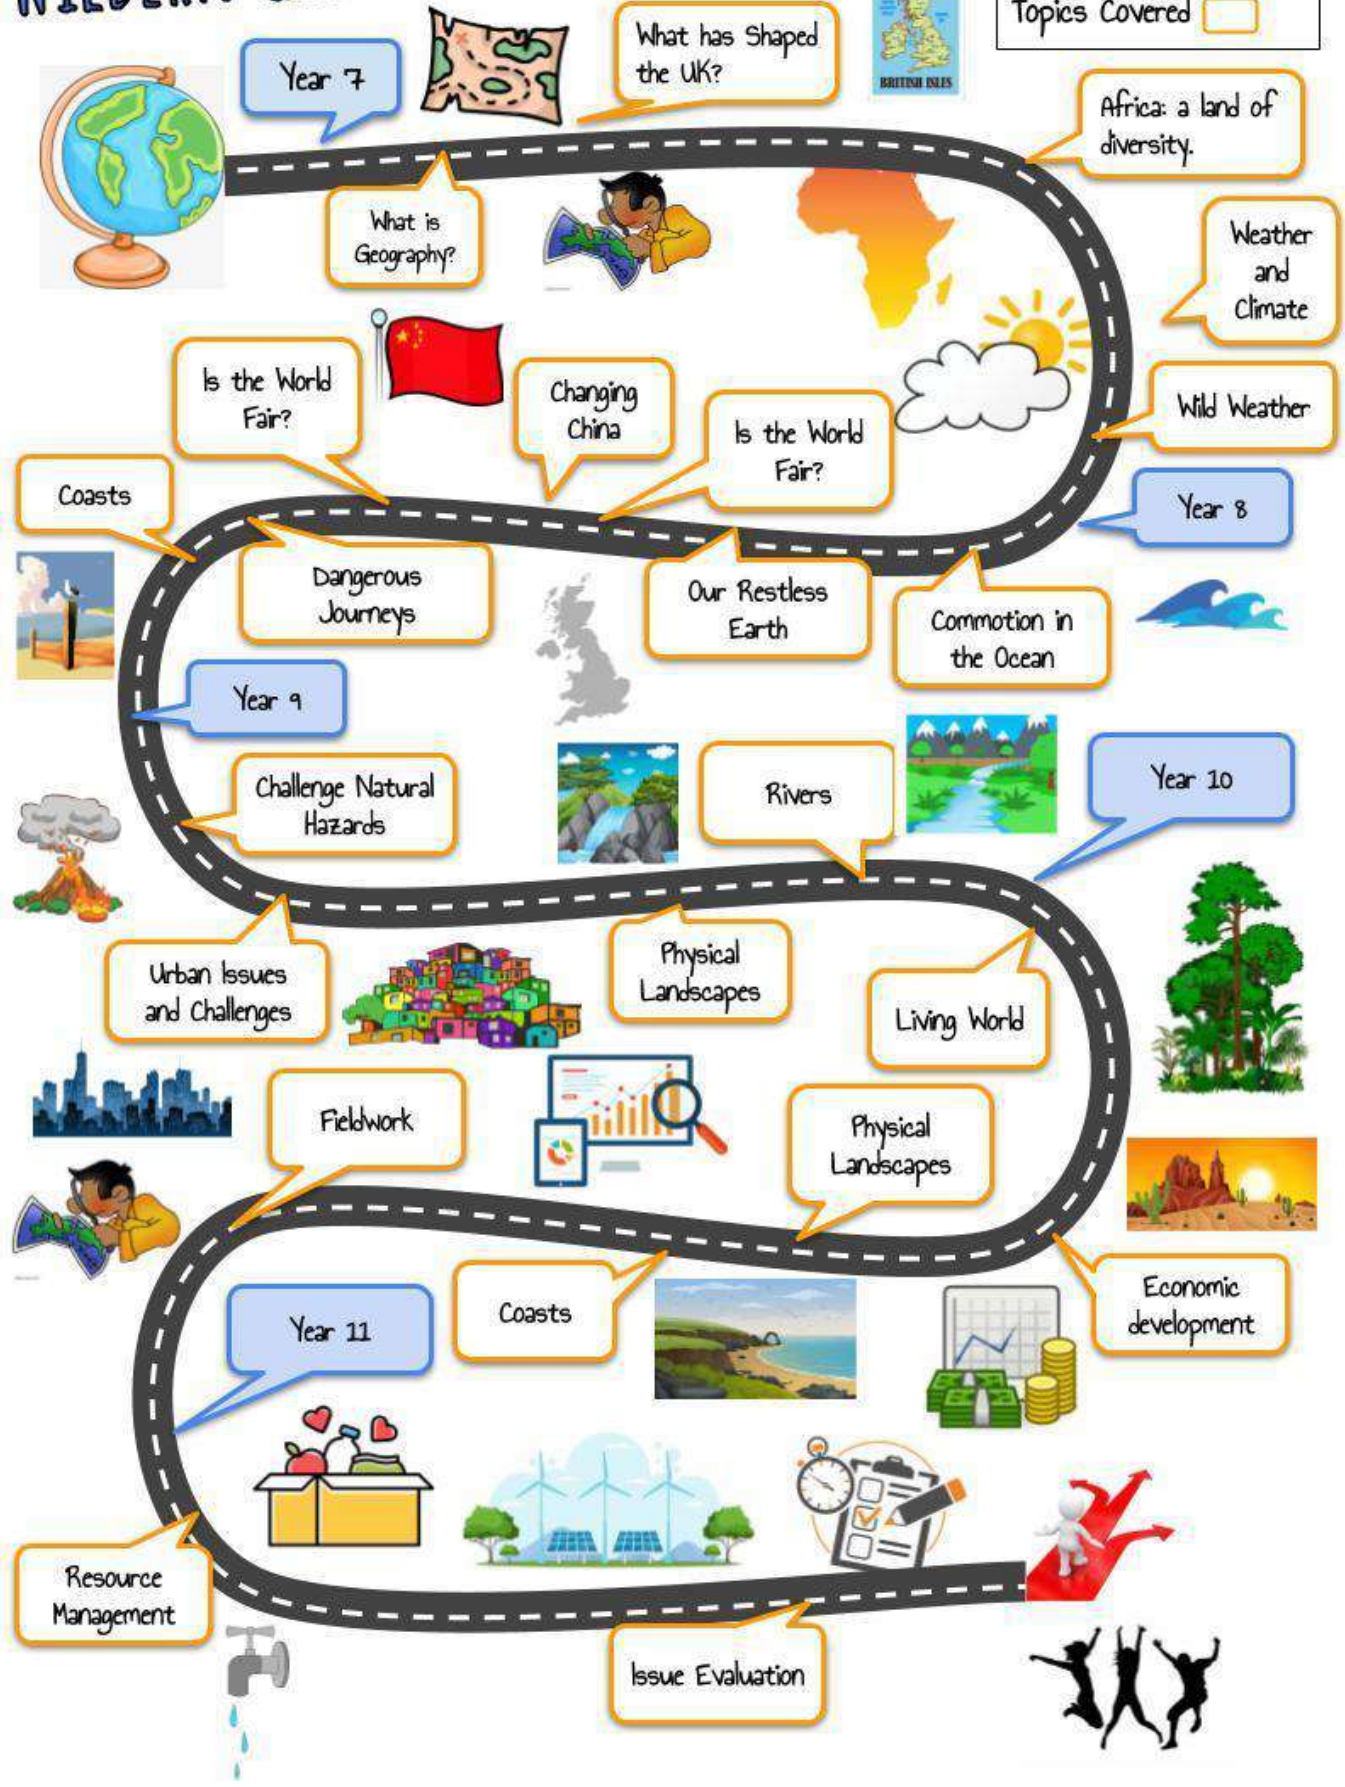 Topics Covered
Year 7
What has Shaped
the UK?
BRITISH ISLES
Africa: a land of
diversity.
What is
Geography?
Weather
and
Climate
Is the World
Fair?
Changing
China
Is the World
Fair?
Wild Weather
Coasts
Year 8
Dangerous
Journeys
Our Restless
Earth
Commotion in
the Ocean
Year 9
Challenge Natural
Hazards
Rivers
Year 10
Urban Issues
and Challenges
Physical
Landscapes
Living World
Fieldwork
Physical
Landscapes
Economic
development
Year 11
Coasts
Resource
Management
Issue Evaluation